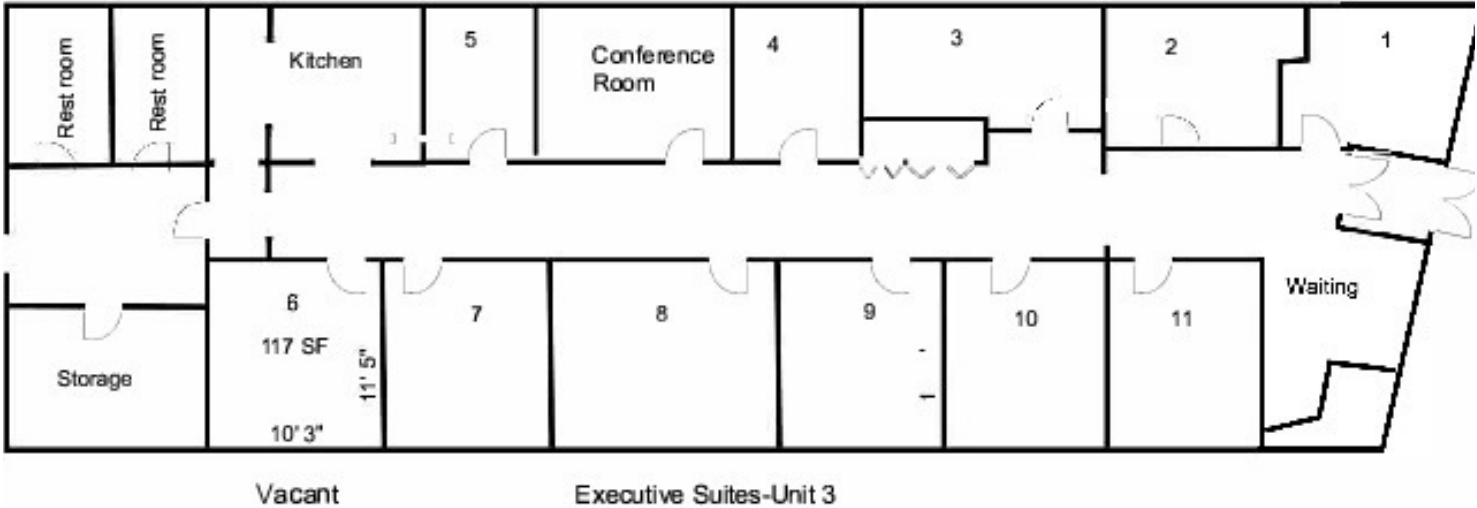 Rest room
Rest room
Kitchen
5
Conference
Room
4
3
2
1
6
117 SF
11' 5"
10' 3"
7
8
9
1
10
11
Waiting
Storage
Vacant
Executive Suites-Unit 3